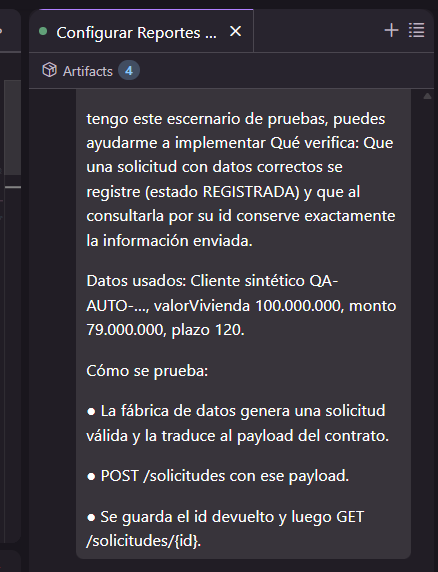 Configurar Reportes ...
Artifacts 4
tengo este escernario de pruebas, puedes
ayudarme a implementar Qué verifica: Que
una solicitud con datos correctos se
registre (estado REGISTRADA) y que al
consultarla por su id conserve exactamente
la información enviada.
Datos usados: Cliente sintético QA-
AUTO-..., valorVivienda 100.000.000, monto
79.000.000, plazo 120.
Cómo se prueba:
● La fábrica de datos genera una solicitud
válida y la traduce al payload del contrato.
● POST /solicitudes con ese payload.
● Se guarda el id devuelto y luego GET
/solicitudes/{id}.